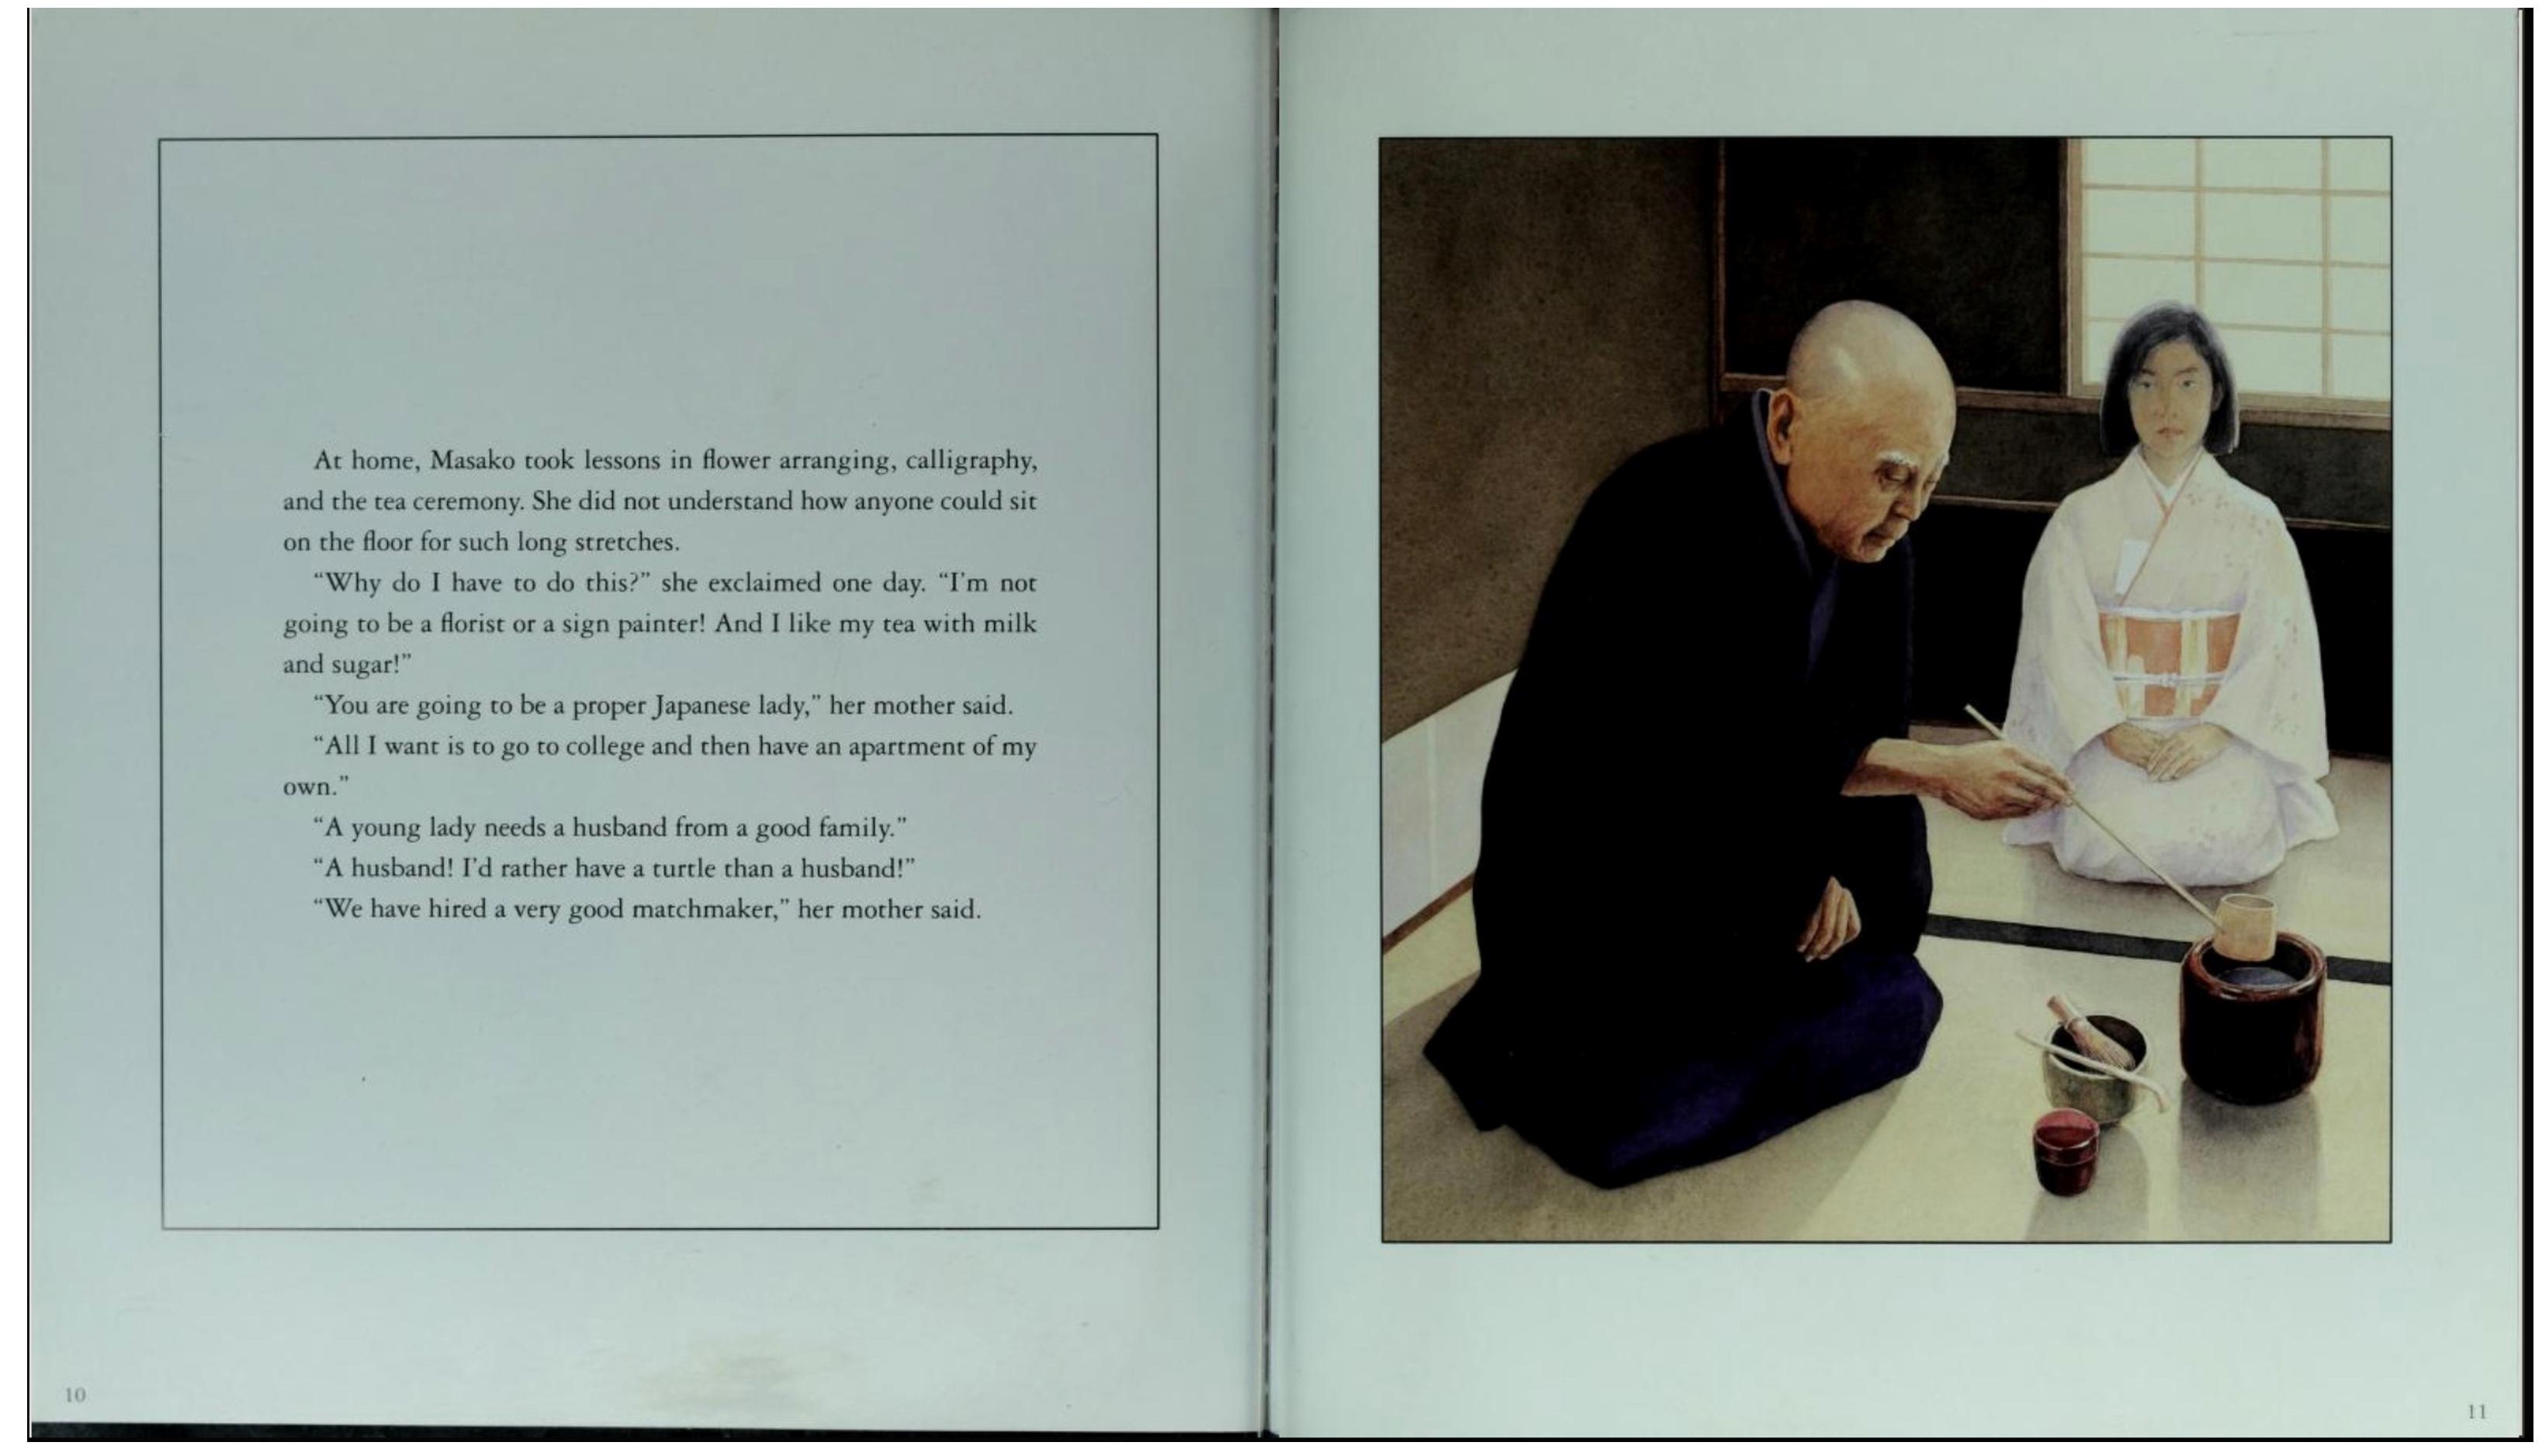 At home, Masako took lessons in flower arranging, calligraphy,
and the tea ceremony. She did not understand how anyone could sit
on the floor for such long stretches.
“Why do I have to do this?” she exclaimed one day. “I’m not
going to be a florist or a sign painter! And I like my tea with milk
and sugar!”
“You are going to be a proper Japanese lady,” her mother said.
“All I want is to go to college and then have an apartment of my
own.”
“A young lady needs a husband from a good family.”
“A husband! I’d rather have a turtle than a husband!”
“We have hired a very good matchmaker,” her mother said.
10
11